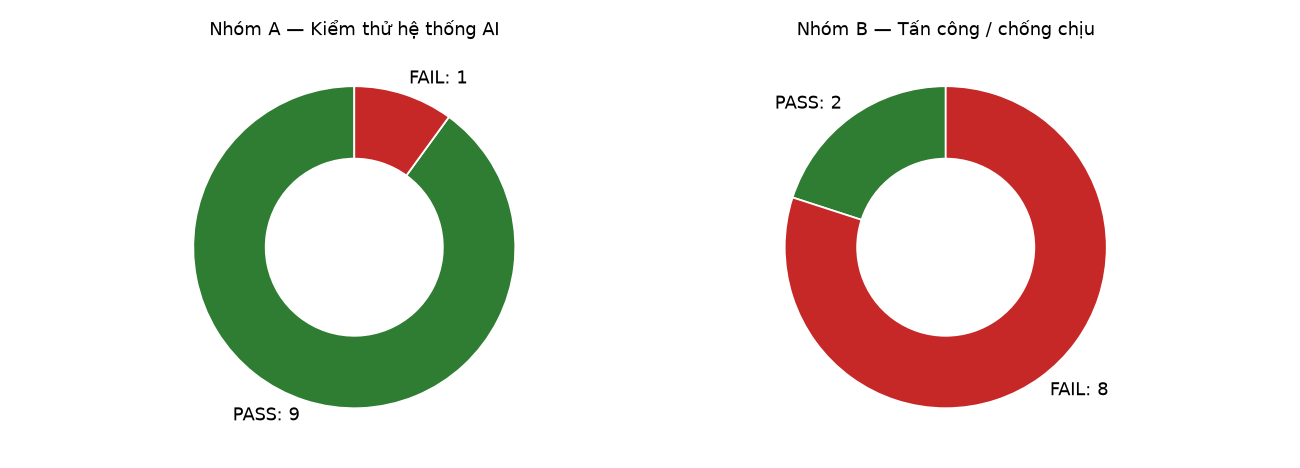 Nhóm A — Kiểm thử hệ thống AI
FAIL: 1
PASS: 9
Nhóm B — Tấn công / chống chịu
PASS: 2
FAIL: 8